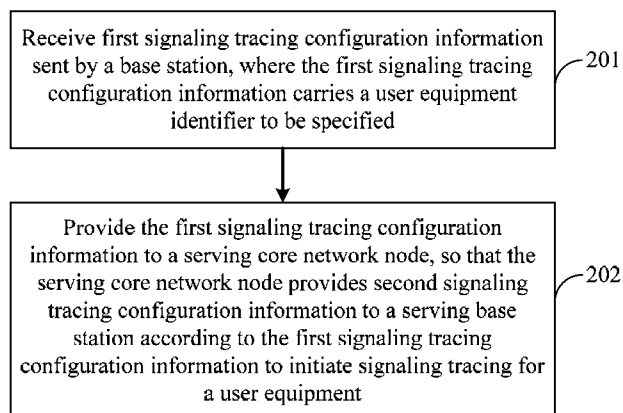 Receive first signaling tracing configuration information
sent by a base station, where the first signaling tracing
configuration information carries a user equipment
identifier to be specified
201
Provide the first signaling tracing configuration
information to a serving core network node, so that the
serving core network node provides second signaling
tracing configuration information to a serving base
station according to the first signaling tracing
configuration information to initiate signaling tracing for
a user equipment
202